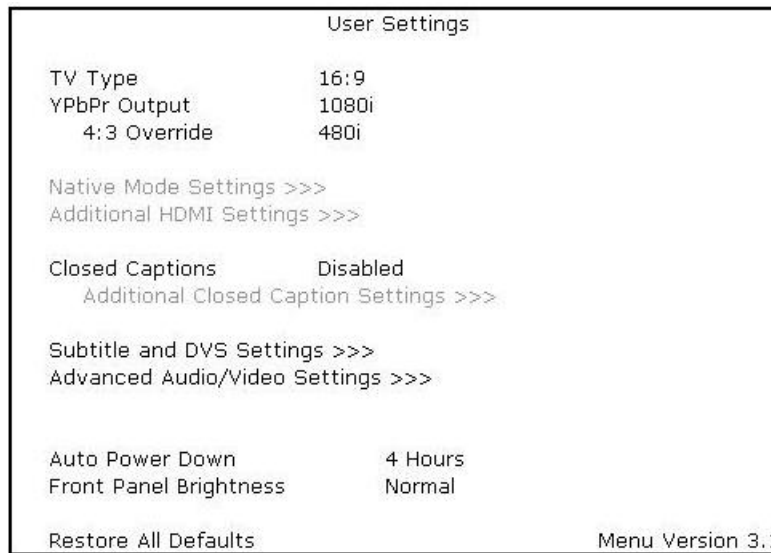 User Settings
TV Type 16:9
YPbPr Output 1080i
4:3 Override 480i
Native Mode Settings >>>
Additional HDMI Settings >>>
Closed Captions Disabled
Additional Closed Caption Settings >>>
Subtitle and DVS Settings >>>
Advanced Audio/Video Settings >>>
Auto Power Down 4 Hours
Front Panel Brightness Normal
Restore All Defaults Menu Version